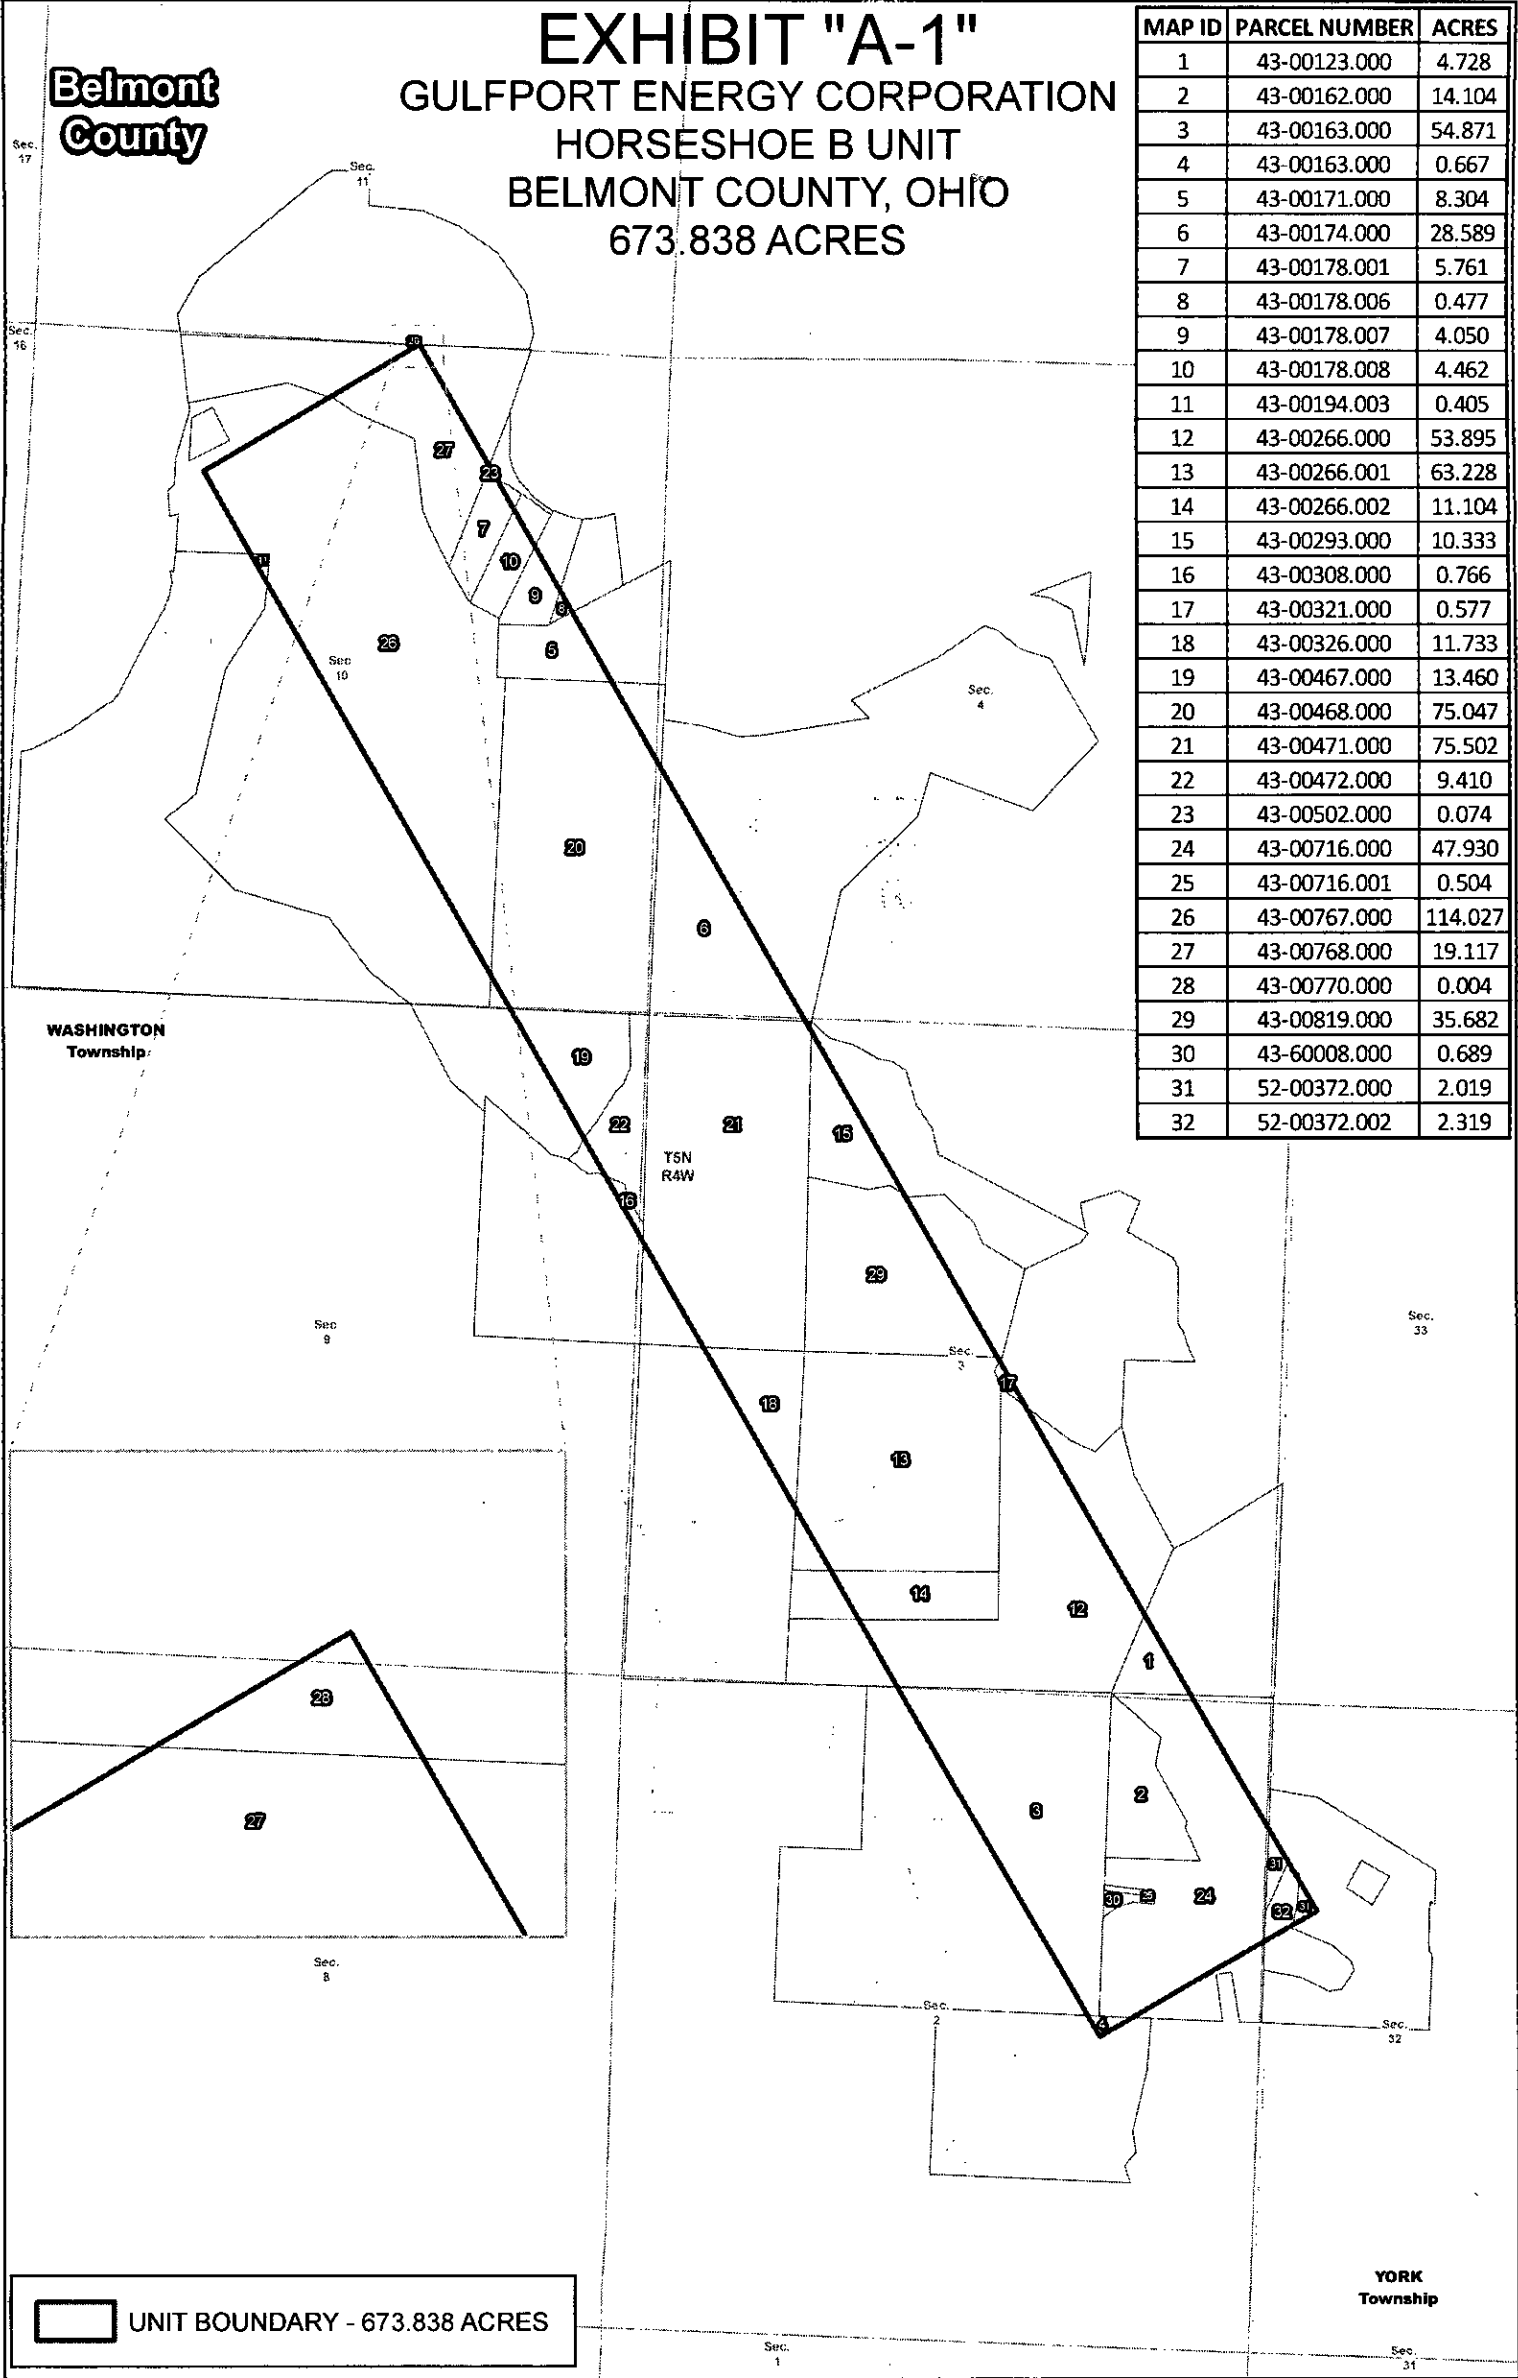 EXHIBIT "A-1"
GULFPORT ENERGY CORPORATION
HORSESHOE B UNIT
BELMONT COUNTY, OHIO
673.838 ACRES
Belmont
County
MAP ID PARCEL NUMBER ACRES
1 43-00123.000 4.728
2 43-00162.000 14.104
3 43-00163.000 54.871
4 43-00163.000 0.667
5 43-00171.000 8.304
6 43-00174.000 28.589
7 43-00178.001 5.761
8 43-00178.006 0.477
9 43-00178.007 4.050
10 43-00178.008 4.462
11 43-00194.003 0.405
12 43-00266.000 53.895
13 43-00266.001 63.228
14 43-00266.002 11.104
15 43-00293.000 10.333
16 43-00308.000 0.766
17 43-00321.000 0.577
18 43-00326.000 11.733
19 43-00467.000 13.460
20 43-00468.000 75.047
21 43-00471.000 75.502
22 43-00472.000 9.410
23 43-00502.000 0.074
24 43-00716.000 47.930
25 43-00716.001 0.504
26 43-00767.000 114.027
27 43-00768.000 19.117
28 43-00770.000 0.004
29 43-00819.000 35.682
30 43-60008.000 0.689
31 52-00372.000 2.019
32 52-00372.002 2.319
Sec.
17
Sec.
11
Sec.
16
27
23
7
10
9
8
5
26
Sec
10
Sec.
4
20
6
WASHINGTON
Township
19
22
21
15
T5N
R4W
16
29
Sec
9
Sec.
33
Sec.
3
17
18
13
14
12
1
28
27
3
2
31
30
25
24
32
31
4
Sec.
8
Sec.
2
Sec.
32
YORK
Township
UNIT BOUNDARY - 673.838 ACRES
Sec.
1
Sec.
31